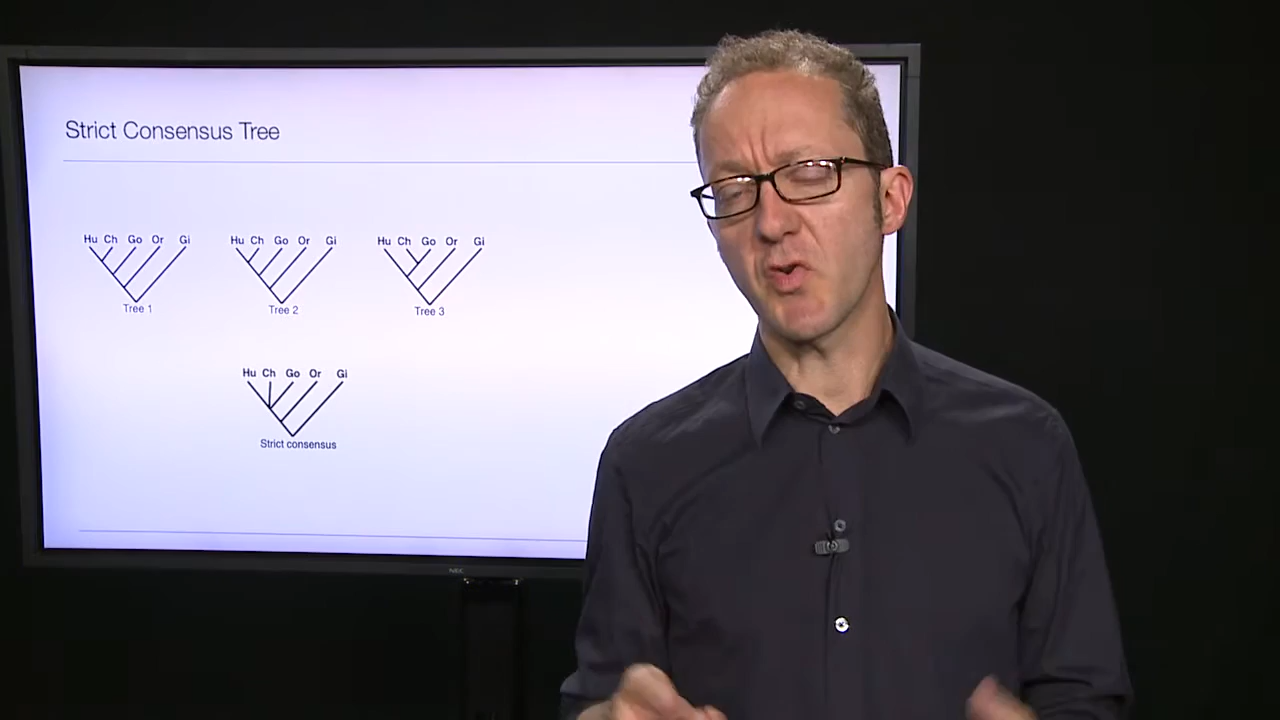 Strict Consensus Tree
Hu Ch Go Or Gi
Hu Ch Go Or Gi
Hu Ch Go Or Gi
Tree 1
Tree 2
Tree 3
Hu Ch Go Or Gi
Strict consensus
NEC